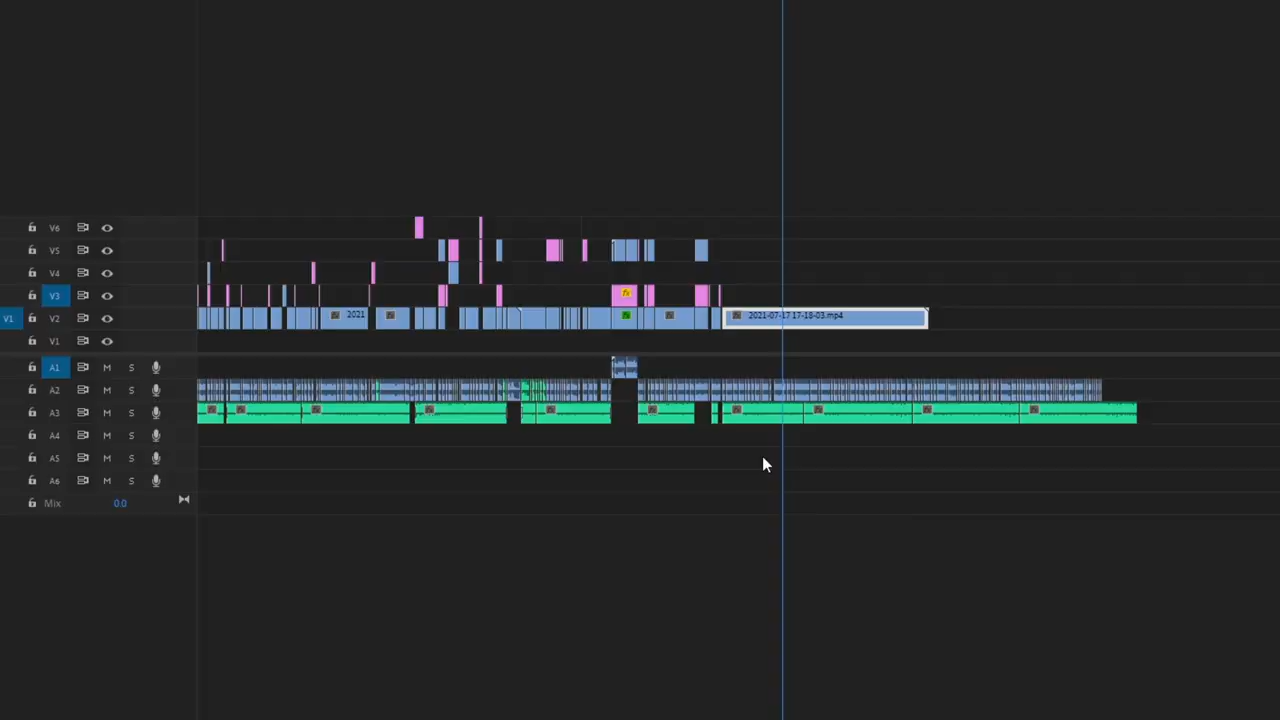 V6
V5
V4
V3
V1 V2 2021 2021-07-17 17-18-03.mp4
V1
A1 M S
A2 M S
A3 M S
A4 M S
A5 M S
A6 M S
Mix 0.0